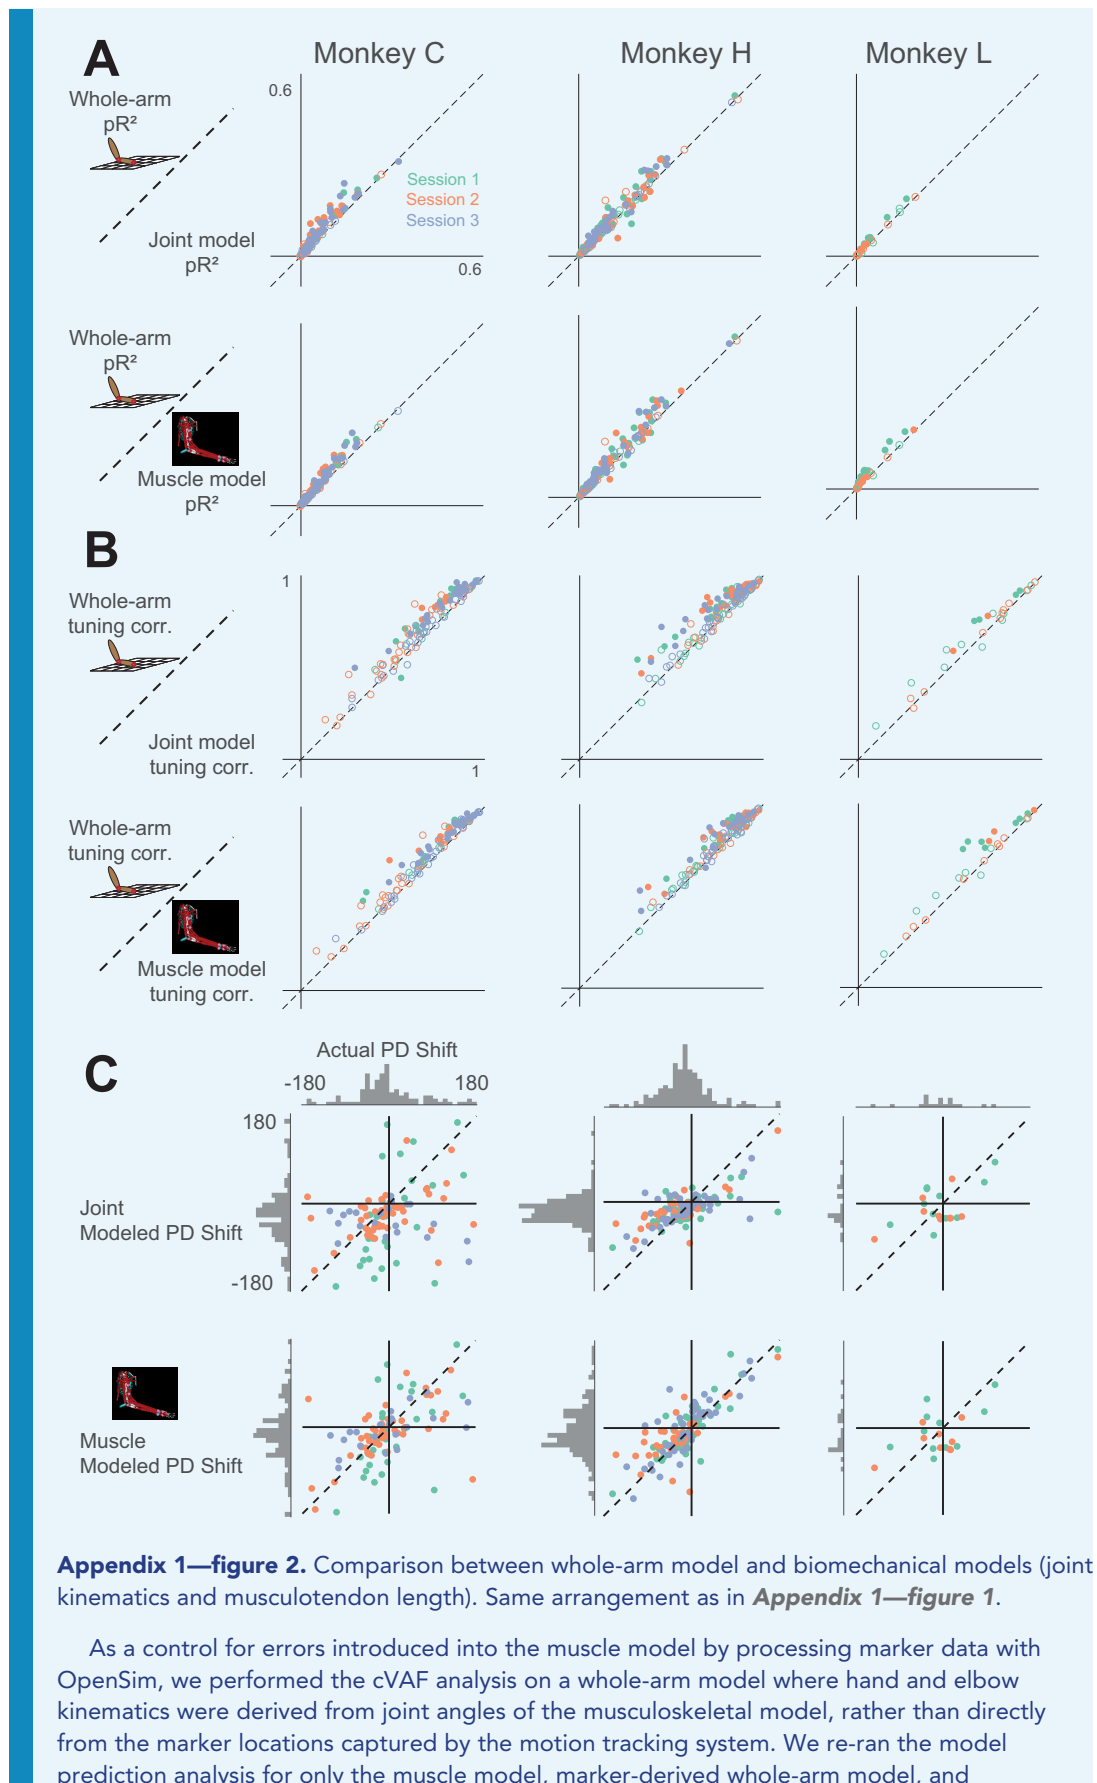 A
Monkey C
Monkey H
Monkey L
Whole-arm
pR²
0.6
Session 1
Session 2
Session 3
Joint model
pR²
0.6
Whole-arm
pR²
Muscle model
pR²
B
Whole-arm
tuning corr.
1
Joint model
tuning corr.
1
Whole-arm
tuning corr.
Muscle model
tuning corr.
C
Actual PD Shift
-180
180
180
Joint
Modeled PD Shift
-180
Muscle
Modeled PD Shift
Appendix 1—figure 2. Comparison between whole-arm model and biomechanical models (joint
kinematics and musculotendon length). Same arrangement as in Appendix 1—figure 1.
As a control for errors introduced into the muscle model by processing marker data with
OpenSim, we performed the cVAF analysis on a whole-arm model where hand and elbow
kinematics were derived from joint angles of the musculoskeletal model, rather than directly
from the marker locations captured by the motion tracking system. We re-ran the model
prediction analysis for only the muscle model, marker-derived whole-arm model, and